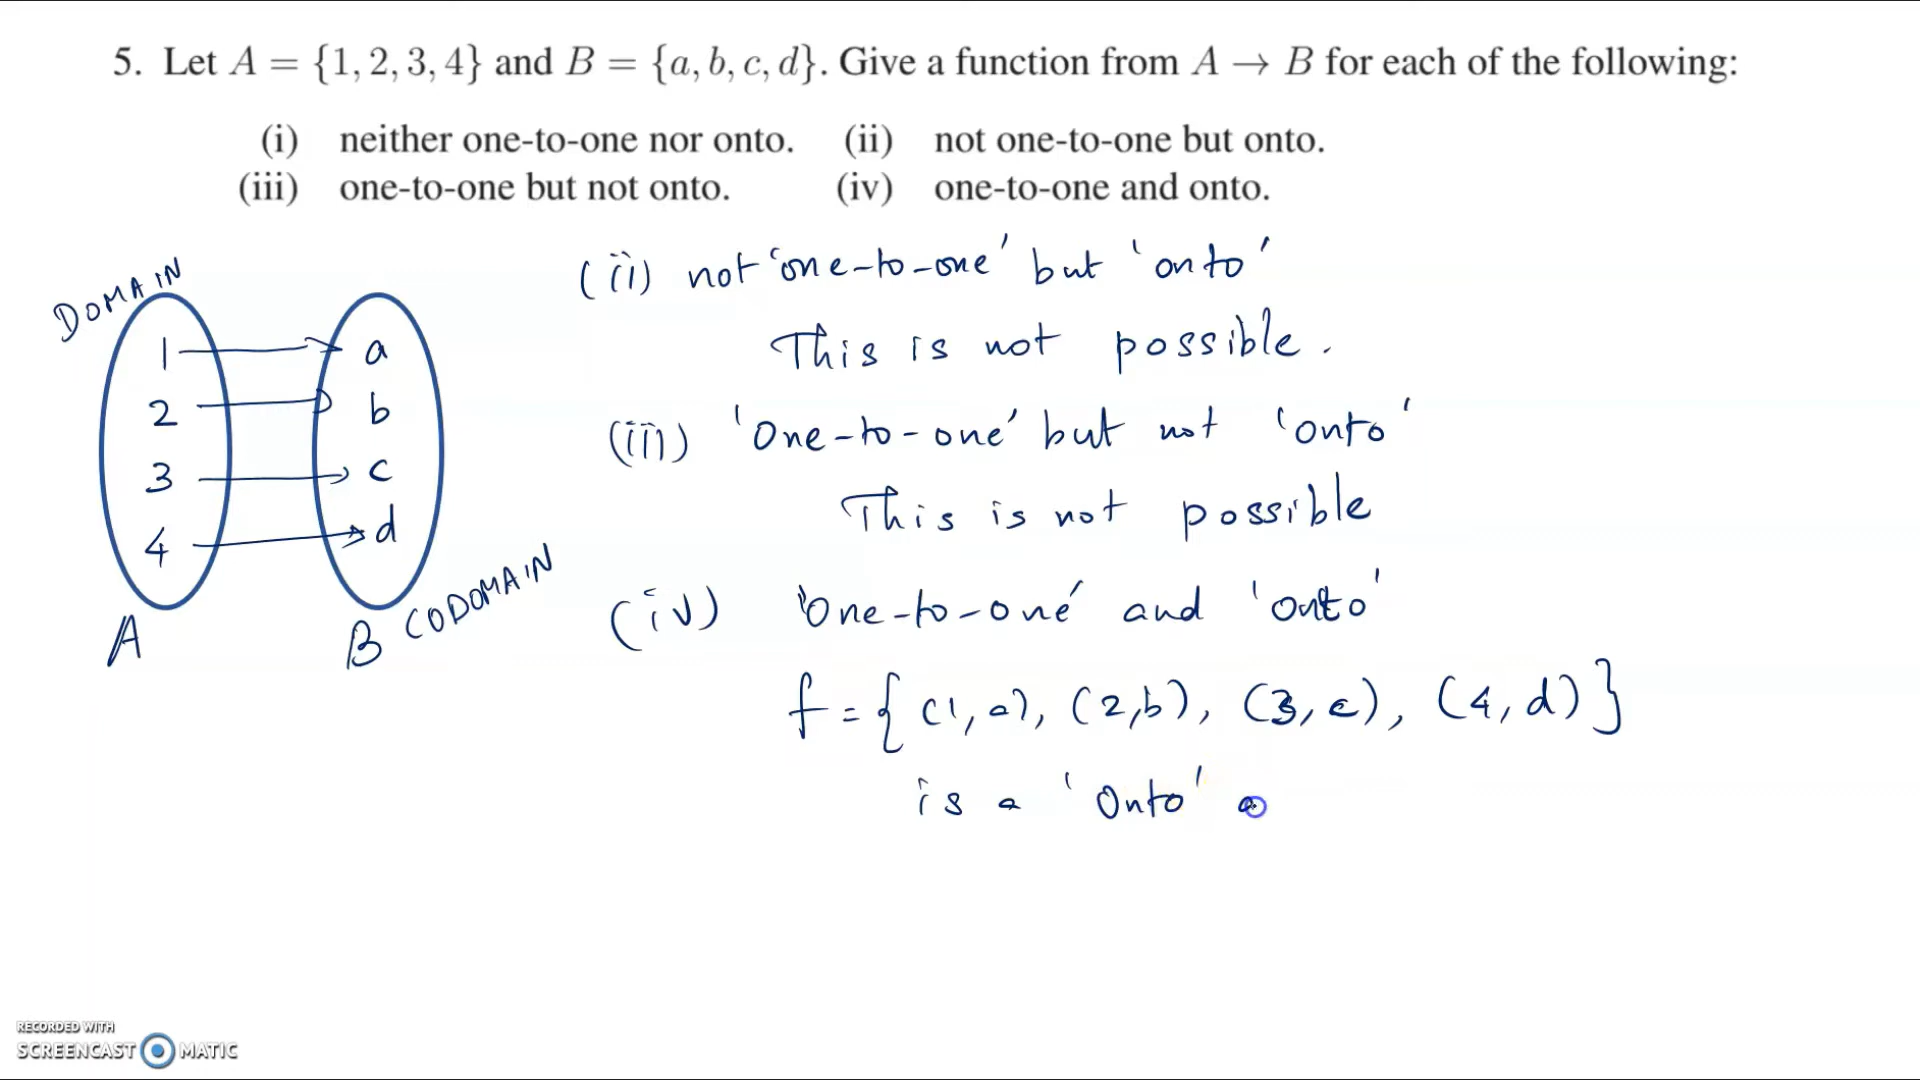 5. Let A = {1, 2, 3, 4} and B = {a, b, c, d}. Give a function from A → B for each of the following:
(i) neither one-to-one nor onto. (ii) not one-to-one but onto.
(iii) one-to-one but not onto. (iv) one-to-one and onto.
DOMAIN
1 a
2 b
3 c
4 d
A B CODOMAIN
(ii) not 'one-to-one' but 'onto'
This is not possible.
(iii) 'One-to-one' but not 'onto'
This is not possible
(iv) 'One-to-one' and 'Onto'
f = {(1, a), (2, b), (3, c), (4, d)}
is a 'Onto' a
RECORDED WITH
SCREENCAST MATIC